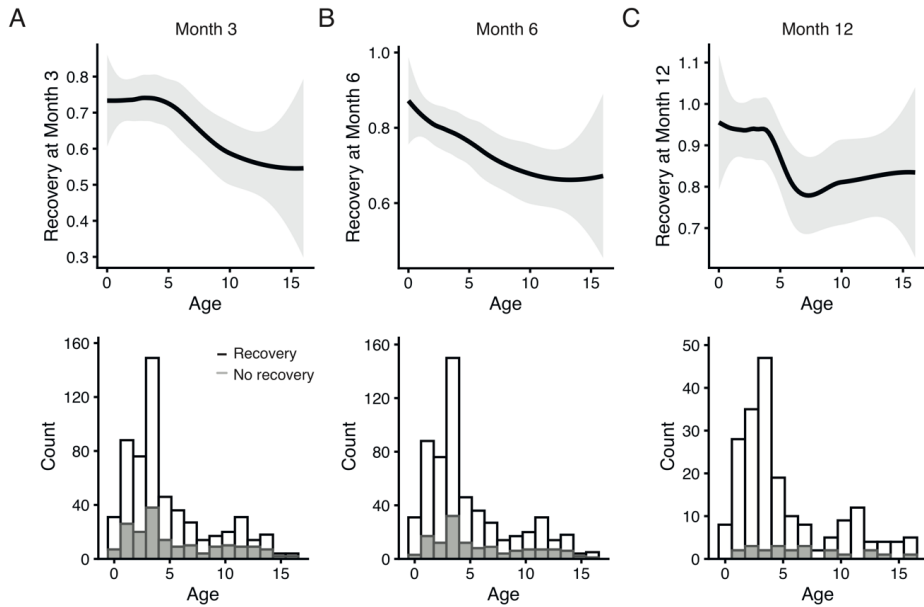 A
Month 3
Recovery at Month 3
0.8
0.7
0.6
0.5
0.4
0.3
0
5
10
15
Age
B
Month 6
Recovery at Month 6
1.0
0.8
0.6
0
5
10
15
Age
C
Month 12
Recovery at Month 12
1.1
1.0
0.9
0.8
0.7
0
5
10
15
Age
Count
160
120
80
40
0
Recovery
No recovery
0
5
10
15
Age
Count
160
120
80
40
0
0
5
10
15
Age
Count
50
40
30
20
10
0
0
5
10
15
Age